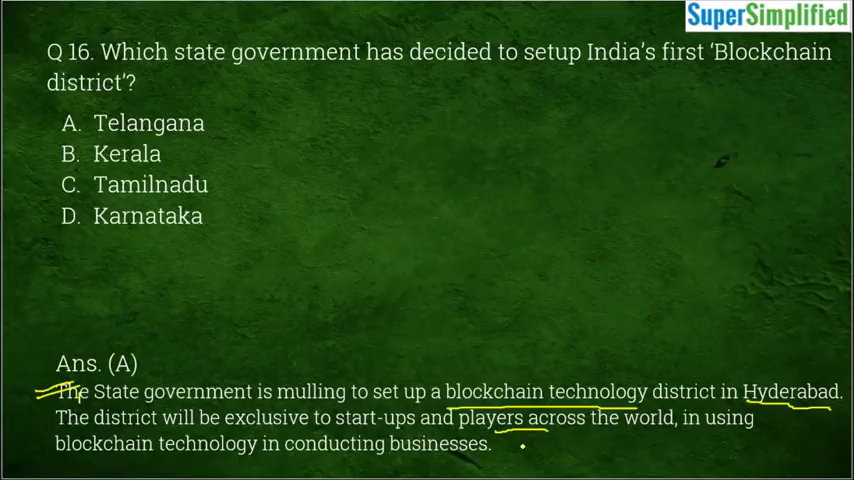 SuperSimplified
Q 16. Which state government has decided to setup India's first 'Blockchain
district'?
A. Telangana
B. Kerala
C. Tamilnadu
D. Karnataka
Ans. (A)
The State government is mulling to set up a blockchain technology district in Hyderabad.
The district will be exclusive to start-ups and players across the world, in using
blockchain technology in conducting businesses.